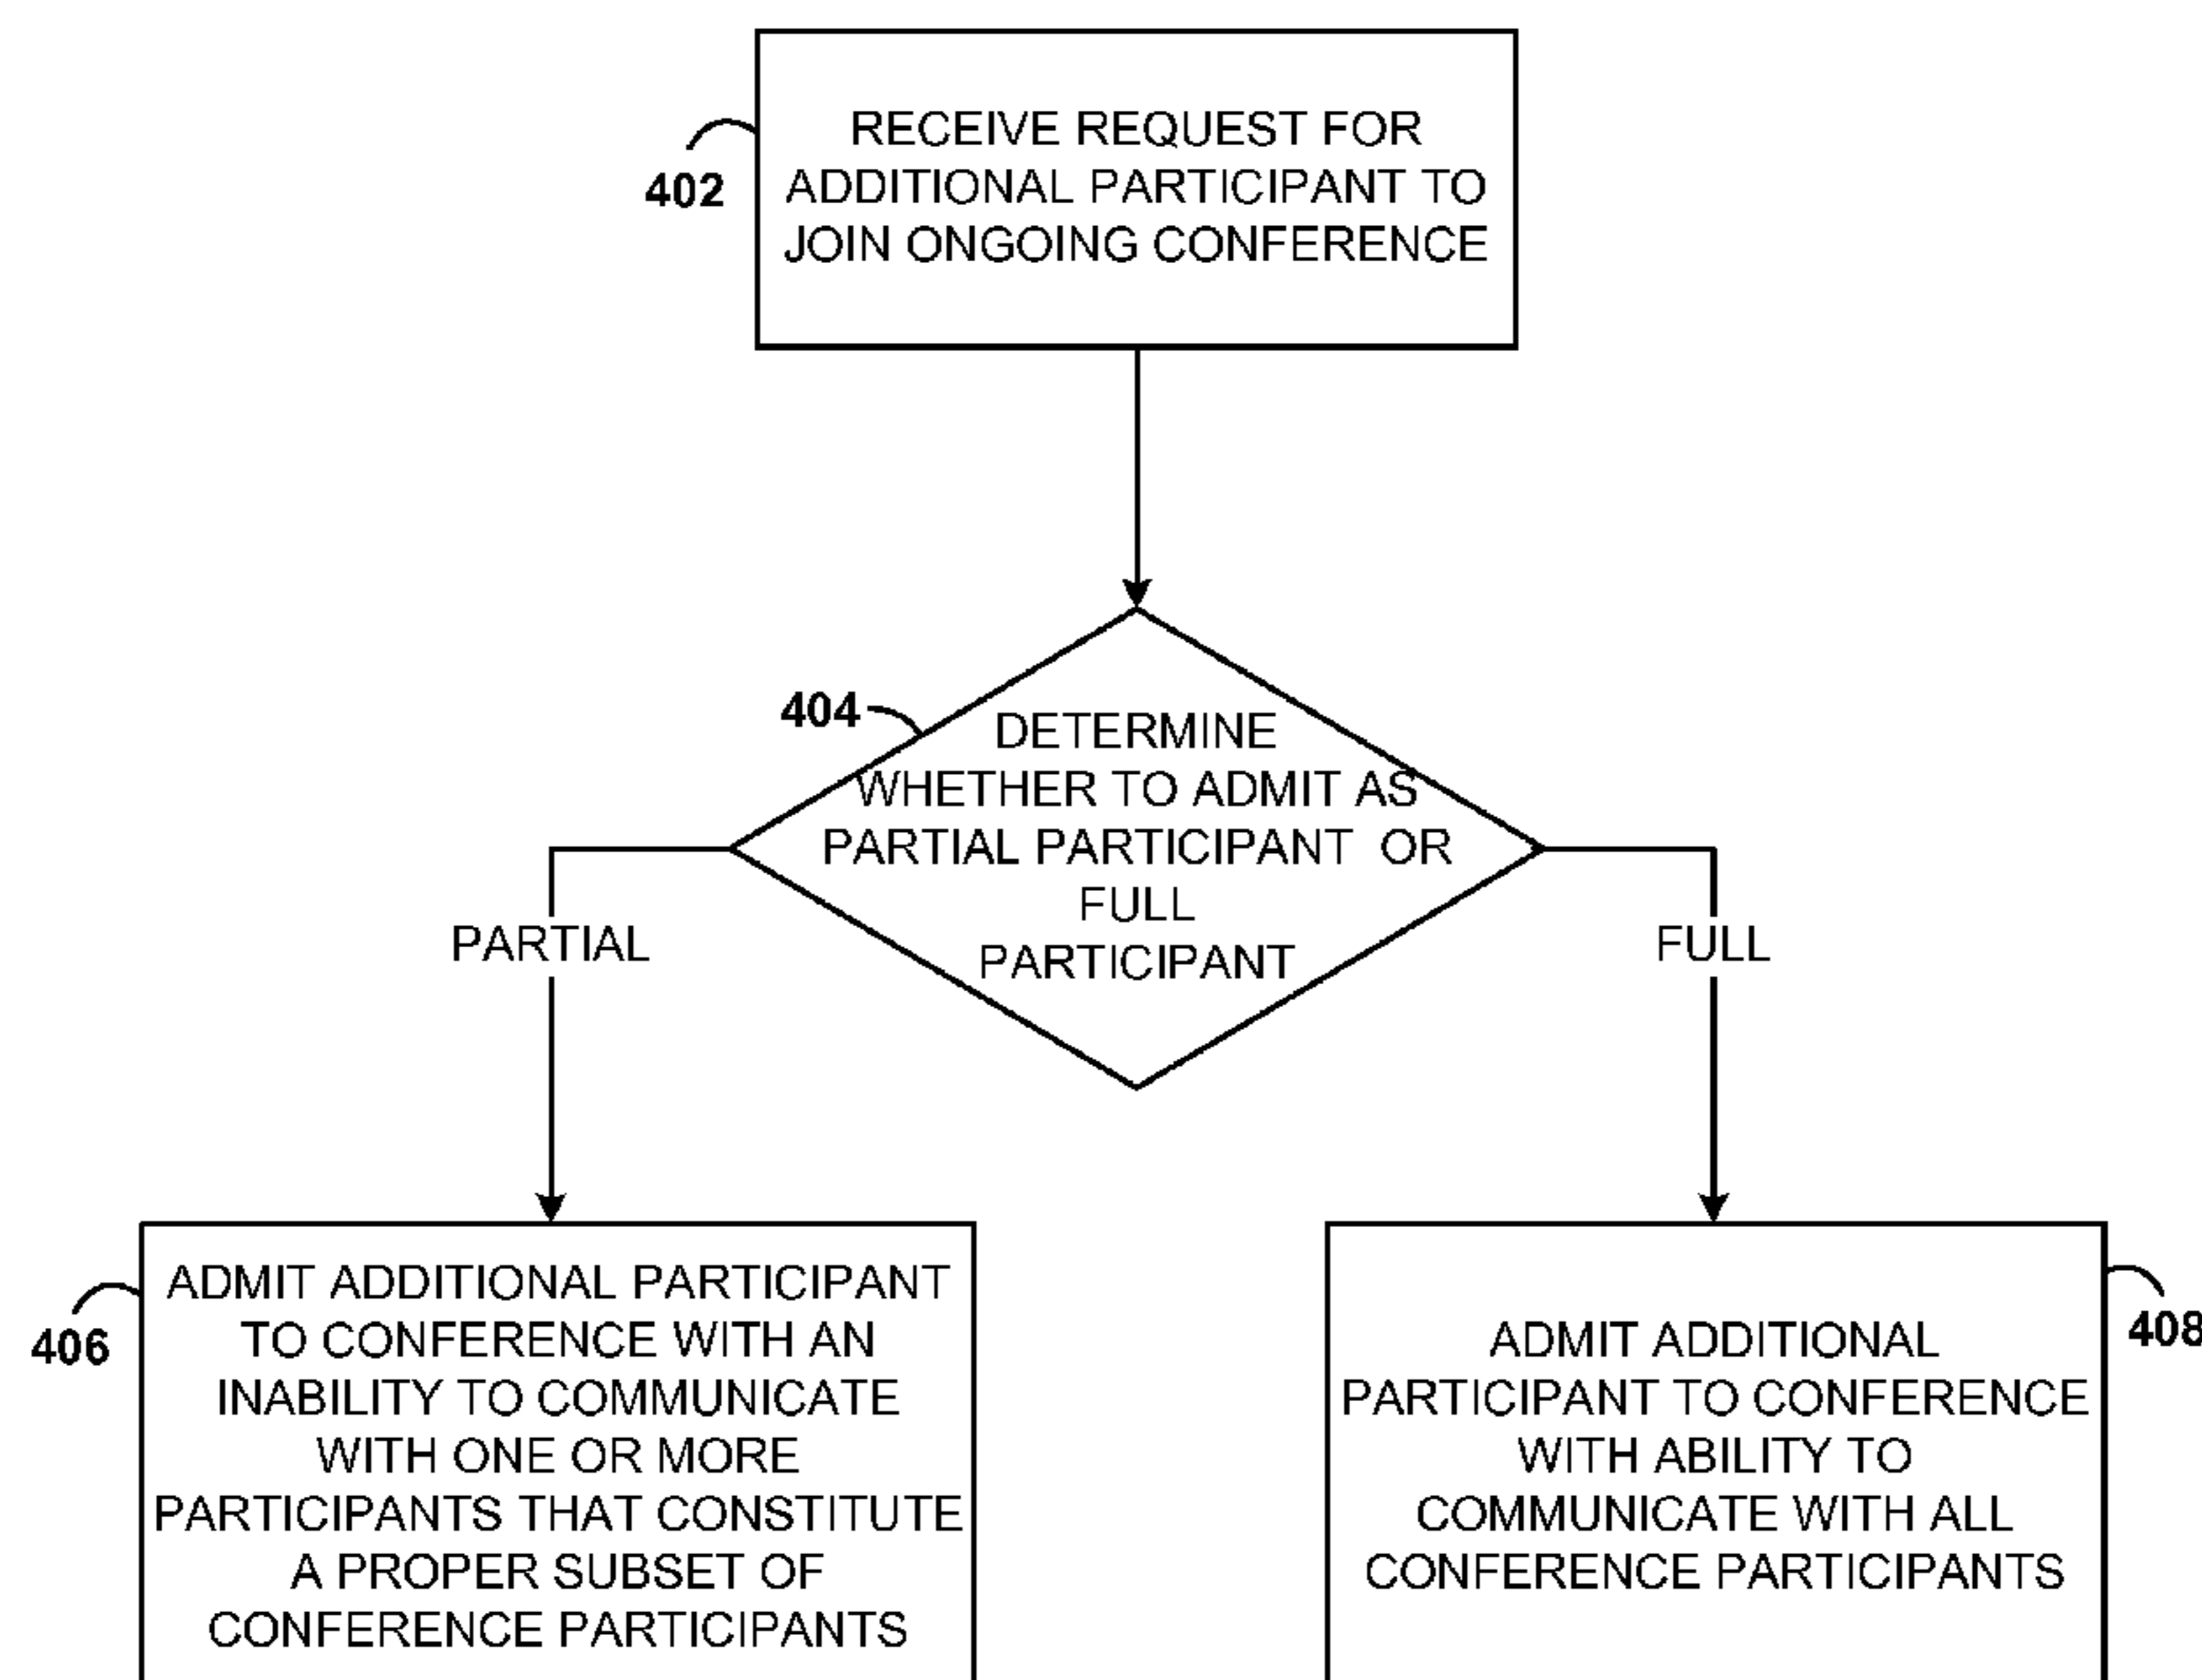 RECEIVE REQUEST FOR
ADDITIONAL PARTICIPANT TO
JOIN ONGOING CONFERENCE
402
404
DETERMINE
WHETHER TO ADMIT AS
PARTIAL PARTICIPANT OR
FULL
PARTICIPANT
PARTIAL
FULL
406
ADMIT ADDITIONAL PARTICIPANT
TO CONFERENCE WITH AN
INABILITY TO COMMUNICATE
WITH ONE OR MORE
PARTICIPANTS THAT CONSTITUTE
A PROPER SUBSET OF
CONFERENCE PARTICIPANTS
408
ADMIT ADDITIONAL
PARTICIPANT TO CONFERENCE
WITH ABILITY TO
COMMUNICATE WITH ALL
CONFERENCE PARTICIPANTS